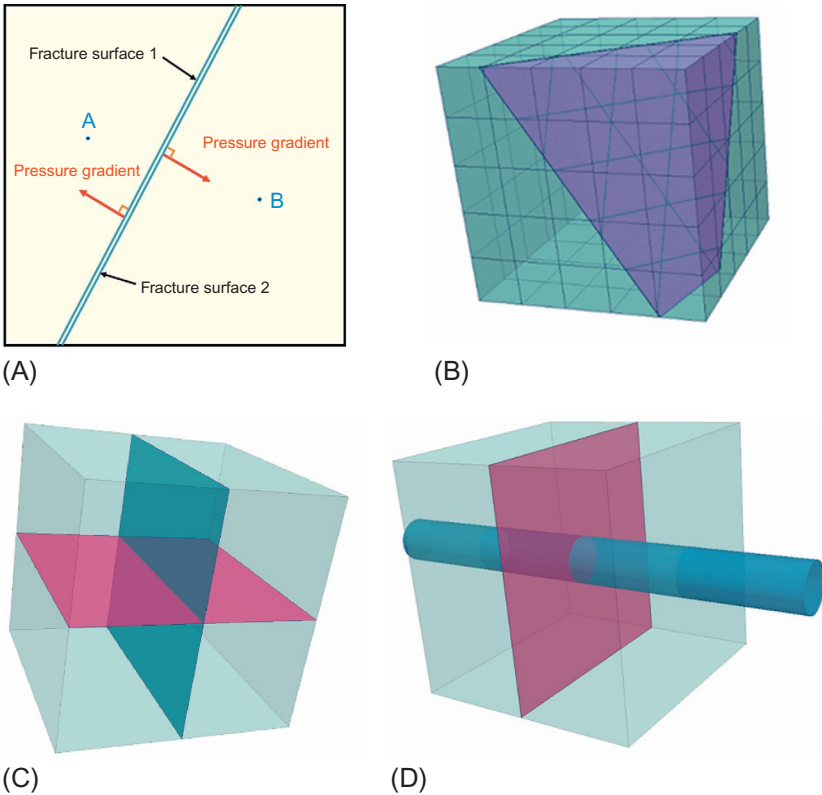 Fracture surface 1
A
Pressure gradient
Pressure gradient
B
Fracture surface 2
(A)
(B)
(C)
(D)